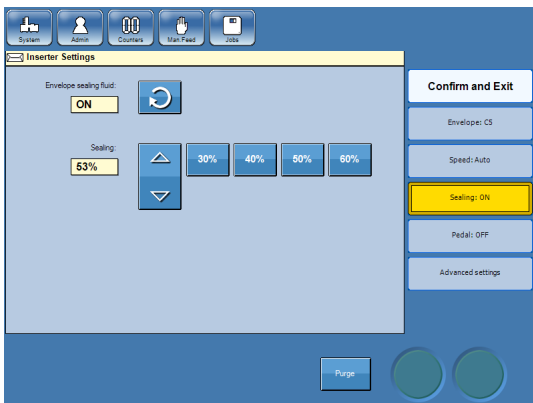 System
Admin
Counters
Man.Feed
Jobs
Inserter Settings
Envelope sealing fluid:
ON
Sealing:
53%
30%
40%
50%
60%
Confirm and Exit
Envelope: C5
Speed: Auto
Sealing: ON
Pedal: OFF
Advanced settings
Purge